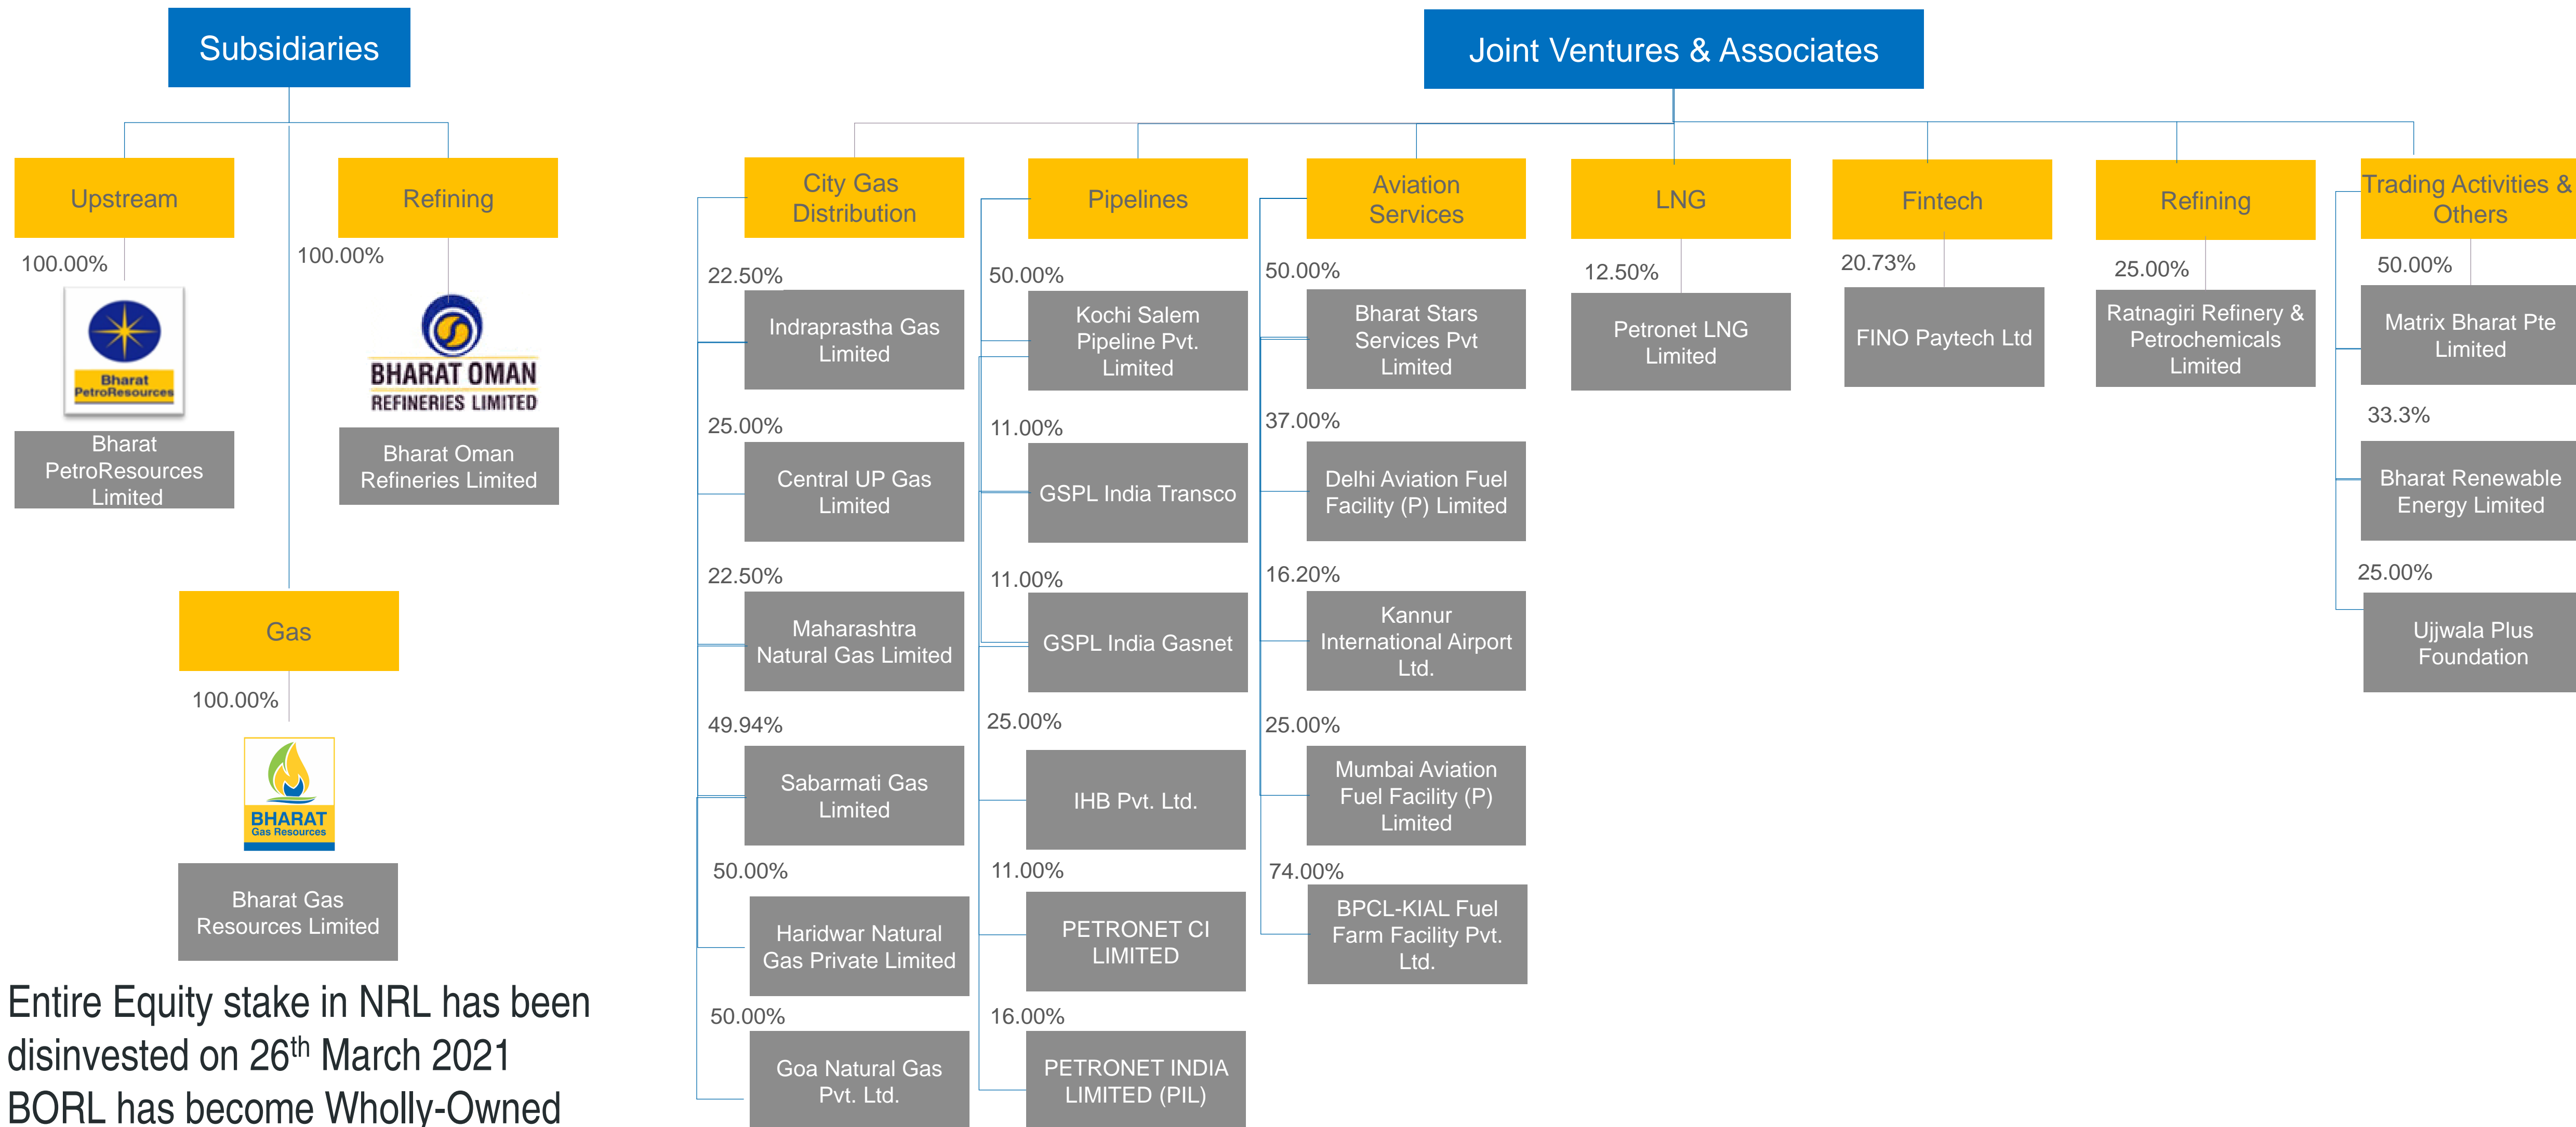 Subsidiaries
Upstream
Refining
100.00%
100.00%
Bharat
PetroResources
BHARAT OMAN
REFINERIES LIMITED
Bharat
PetroResources
Limited
Bharat Oman
Refineries Limited
Gas
100.00%
BHARAT
Gas Resources
Bharat Gas
Resources Limited
Entire Equity stake in NRL has been
disinvested on 26th March 2021
BORL has become Wholly-Owned
Joint Ventures & Associates
City Gas
Distribution
22.50%
Indraprastha Gas
Limited
25.00%
Central UP Gas
Limited
22.50%
Maharashtra
Natural Gas Limited
49.94%
Sabarmati Gas
Limited
50.00%
Haridwar Natural
Gas Private Limited
50.00%
Goa Natural Gas
Pvt. Ltd.
Pipelines
50.00%
Kochi Salem
Pipeline Pvt.
Limited
11.00%
GSPL India Transco
11.00%
GSPL India Gasnet
25.00%
IHB Pvt. Ltd.
11.00%
PETRONET CI
LIMITED
16.00%
PETRONET INDIA
LIMITED (PIL)
Aviation
Services
50.00%
Bharat Stars
Services Pvt
Limited
37.00%
Delhi Aviation Fuel
Facility (P) Limited
16.20%
Kannur
International Airport
Ltd.
25.00%
Mumbai Aviation
Fuel Facility (P)
Limited
74.00%
BPCL-KIAL Fuel
Farm Facility Pvt.
Ltd.
LNG
12.50%
Petronet LNG
Limited
Fintech
20.73%
FINO Paytech Ltd
Refining
25.00%
Ratnagiri Refinery &
Petrochemicals
Limited
Trading Activities &
Others
50.00%
Matrix Bharat Pte
Limited
33.3%
Bharat Renewable
Energy Limited
25.00%
Ujjwala Plus
Foundation